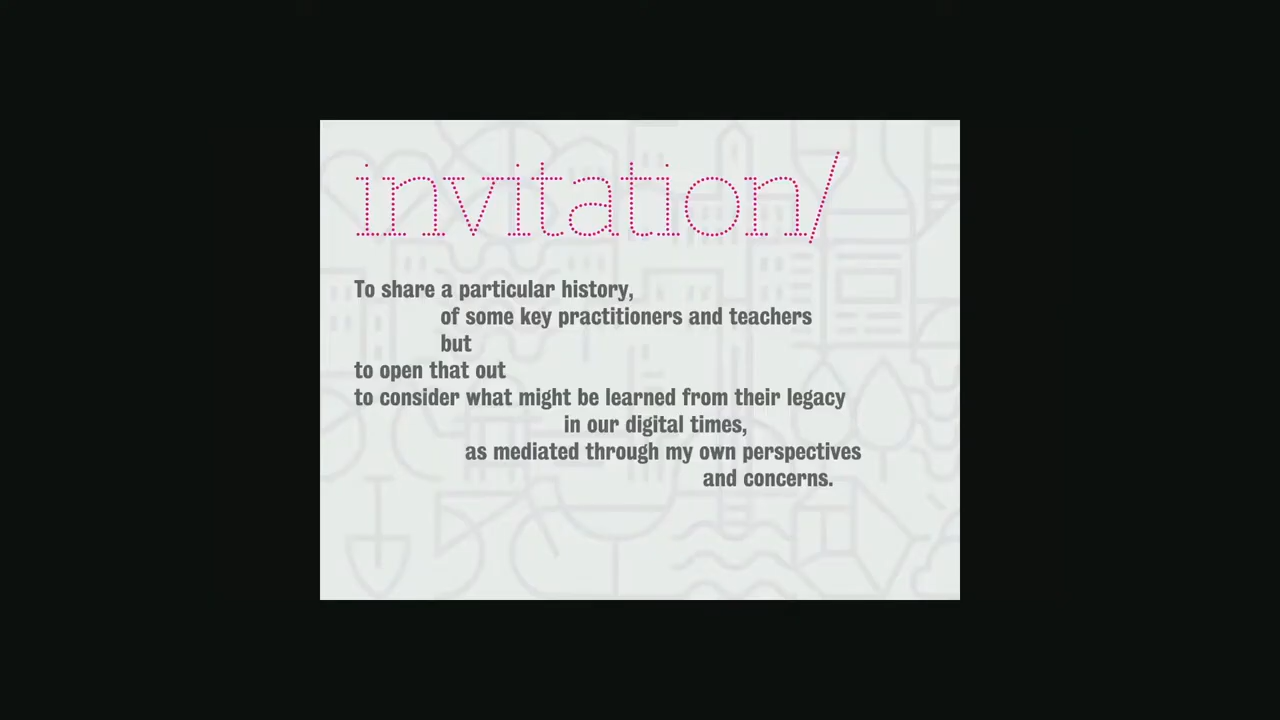 invitation/
To share a particular history,
of some key practitioners and teachers
but
to open that out
to consider what might be learned from their legacy
in our digital times,
as mediated through my own perspectives
and concerns.